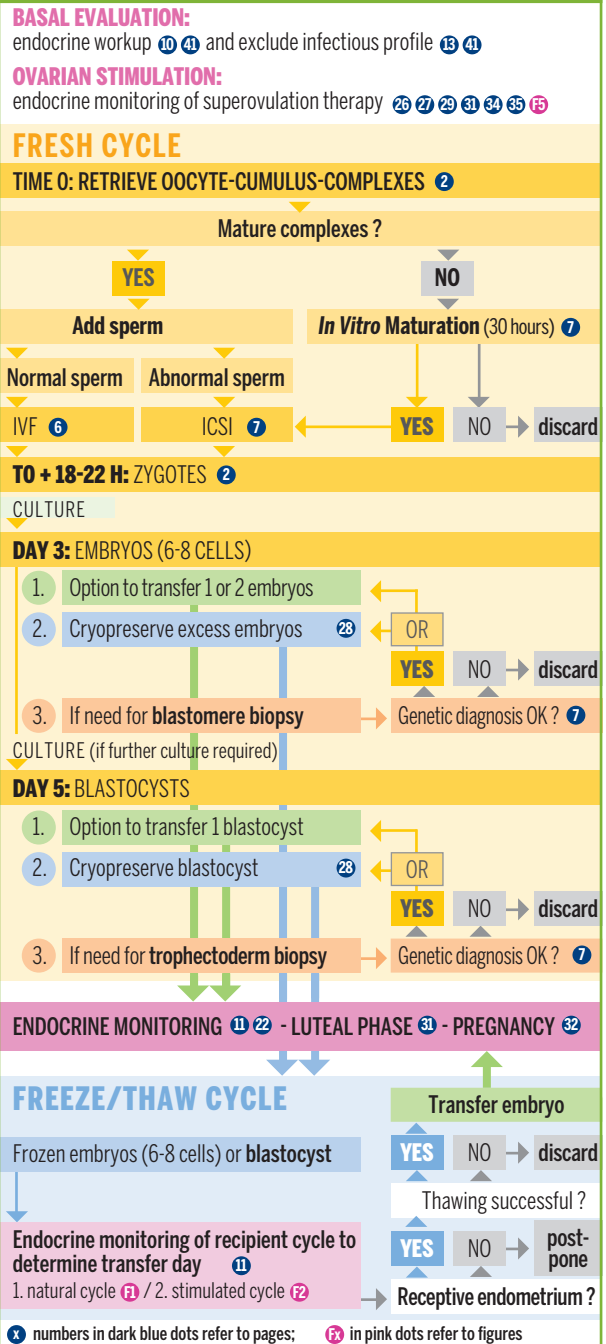 BASAL EVALUATION:
endocrine workup 10 41 and exclude infectious profile 13 41
OVARIAN STIMULATION:
endocrine monitoring of superovulation therapy 26 27 29 31 34 35 F5
FRESH CYCLE
TIME 0: RETRIEVE OOCYTE-CUMULUS-COMPLEXES 2
Mature complexes ?
YES NO
Add sperm In Vitro Maturation (30 hours) 7
Normal sperm Abnormal sperm
IVF 6 ICSI 7 YES NO discard
T0 + 18-22 H: ZYGOTES 2
CULTURE
DAY 3: EMBRYOS (6-8 CELLS)
1. Option to transfer 1 or 2 embryos
2. Cryopreserve excess embryos 28 OR
YES NO discard
3. If need for blastomere biopsy Genetic diagnosis OK ? 7
CULTURE (if further culture required)
DAY 5: BLASTOCYSTS
1. Option to transfer 1 blastocyst
2. Cryopreserve blastocyst 28 OR
YES NO discard
3. If need for trophectoderm biopsy Genetic diagnosis OK ? 7
ENDOCRINE MONITORING 11 22 - LUTEAL PHASE 31 - PREGNANCY 32
FREEZE/THAW CYCLE
Transfer embryo
Frozen embryos (6-8 cells) or blastocyst YES NO discard
Thawing successful ?
Endocrine monitoring of recipient cycle to
determine transfer day 11
YES NO post-
pone
1. natural cycle F1 / 2. stimulated cycle F2
Receptive endometrium ?
x numbers in dark blue dots refer to pages; Fx in pink dots refer to figures